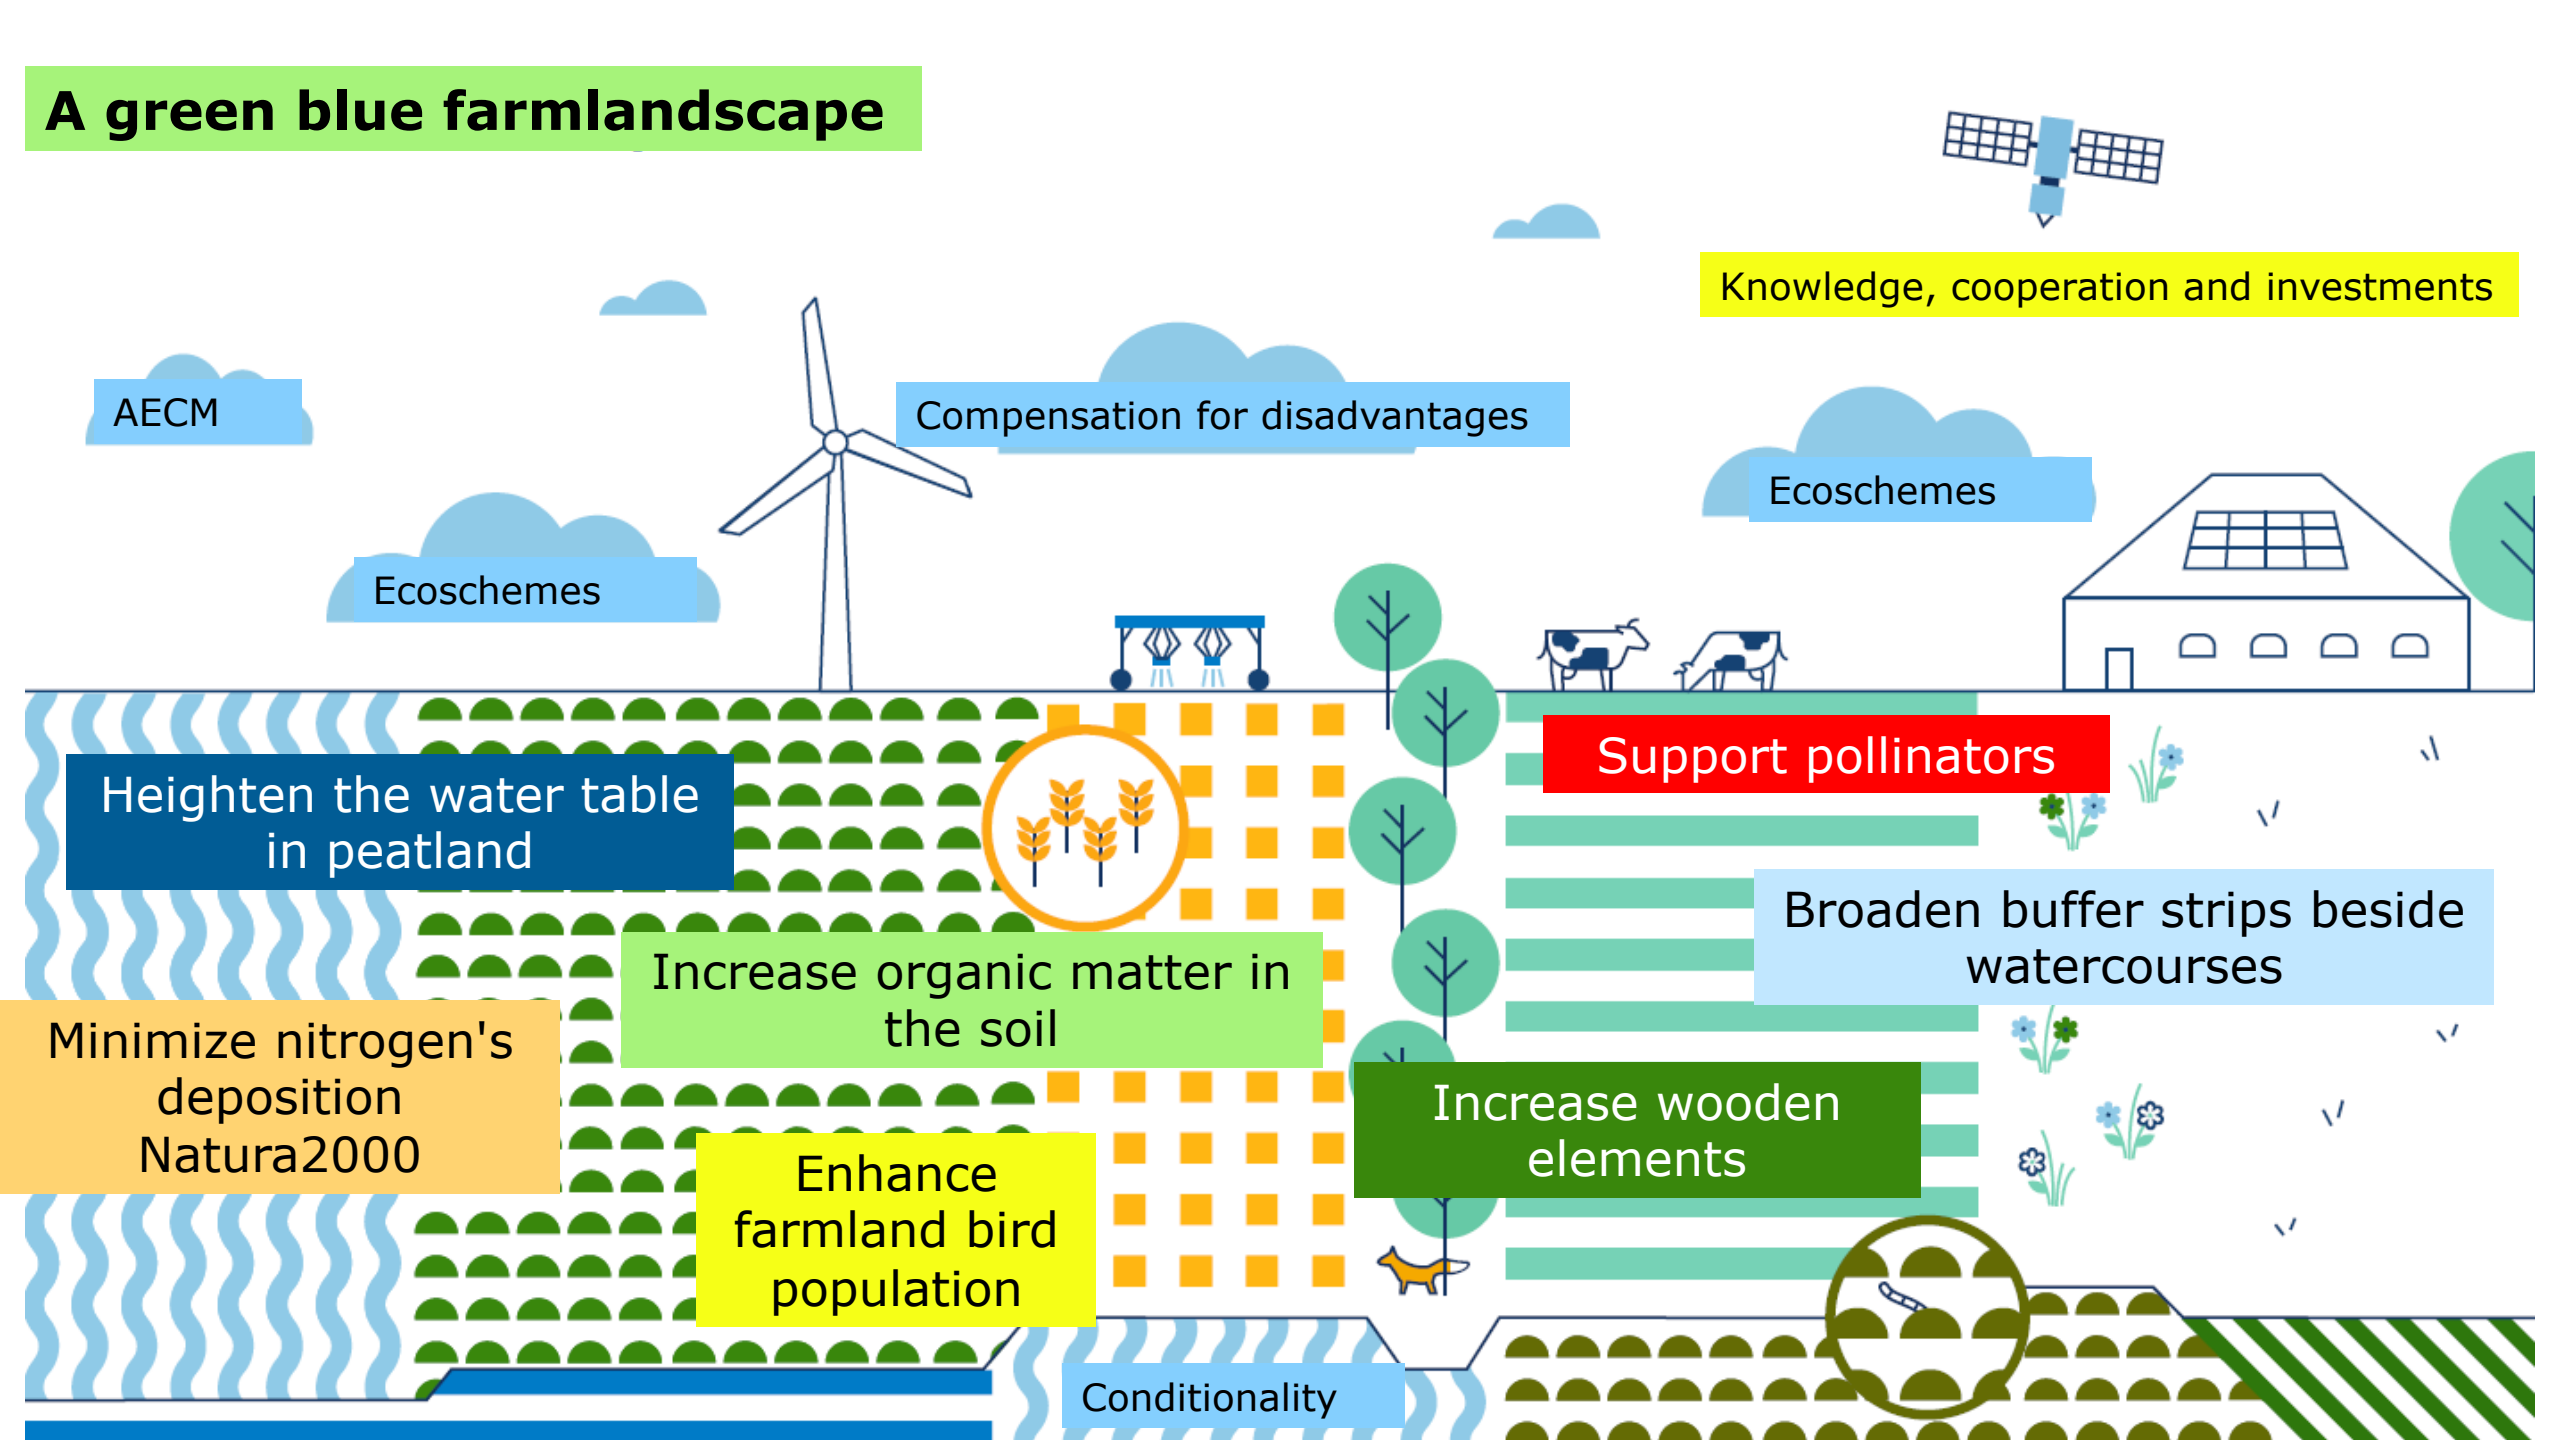 A green blue farmlandscape
Knowledge, cooperation and investments
AECM
Compensation for disadvantages
Ecoschemes
Ecoschemes
Support pollinators
Heighten the water table
in peatland
Broaden buffer strips beside
watercourses
Increase organic matter in
the soil
Minimize nitrogen's
deposition
Natura2000
Increase wooden
elements
Enhance
farmland bird
population
Conditionality